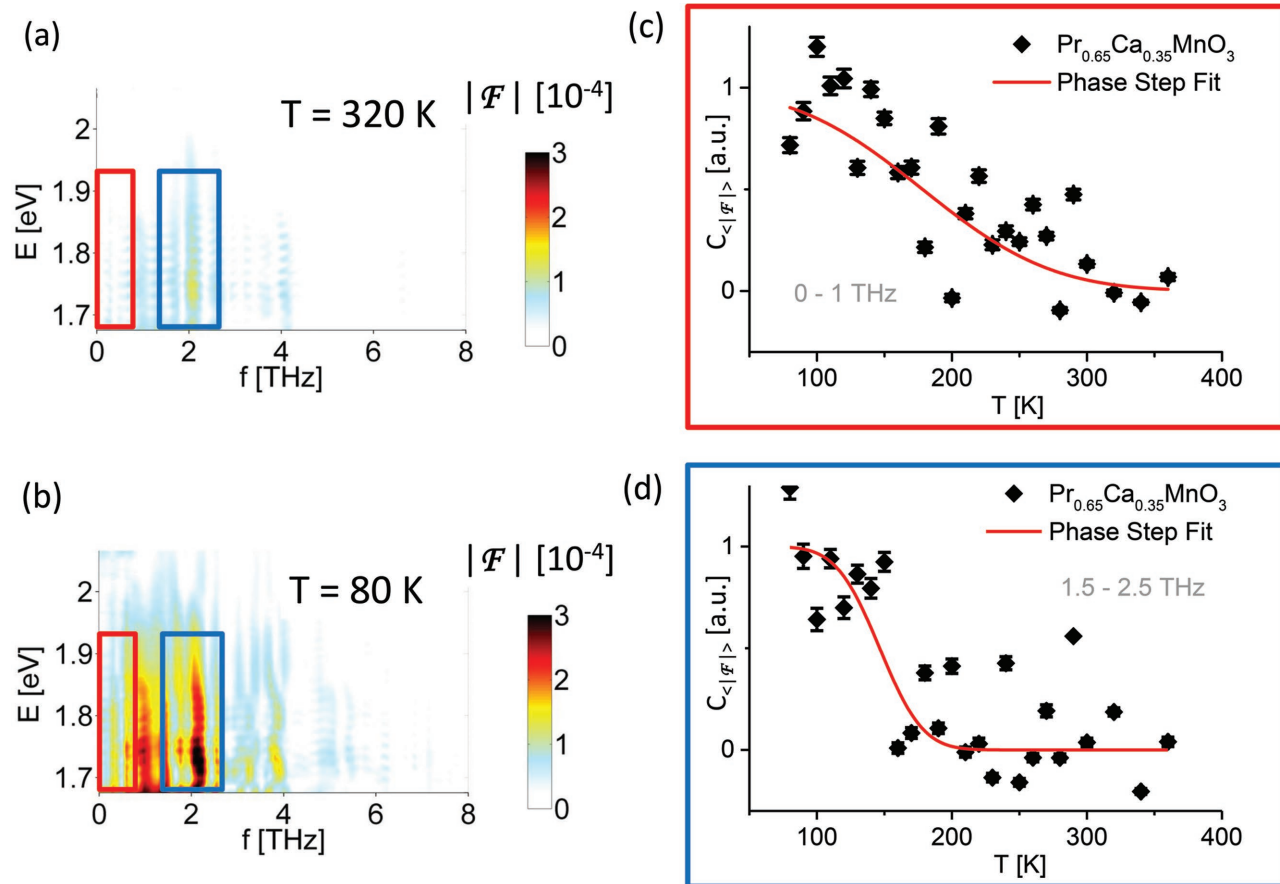 (a)
T = 320 K
|𝓕| [10⁻⁴]
3
2
1
0
E [eV]
2
1.9
1.8
1.7
0 2 4 6 8
f [THz]
(b)
T = 80 K
|𝓕| [10⁻⁴]
3
2
1
0
E [eV]
2
1.9
1.8
1.7
0 2 4 6 8
f [THz]
(c)
Pr₀.₆₅Ca₀.₃₅MnO₃
Phase Step Fit
C<|𝓕|> [a.u.]
1
0
0 - 1 THz
100 200 300 400
T [K]
(d)
Pr₀.₆₅Ca₀.₃₅MnO₃
Phase Step Fit
1.5 - 2.5 THz
C<|𝓕|> [a.u.]
1
0
100 200 300 400
T [K]